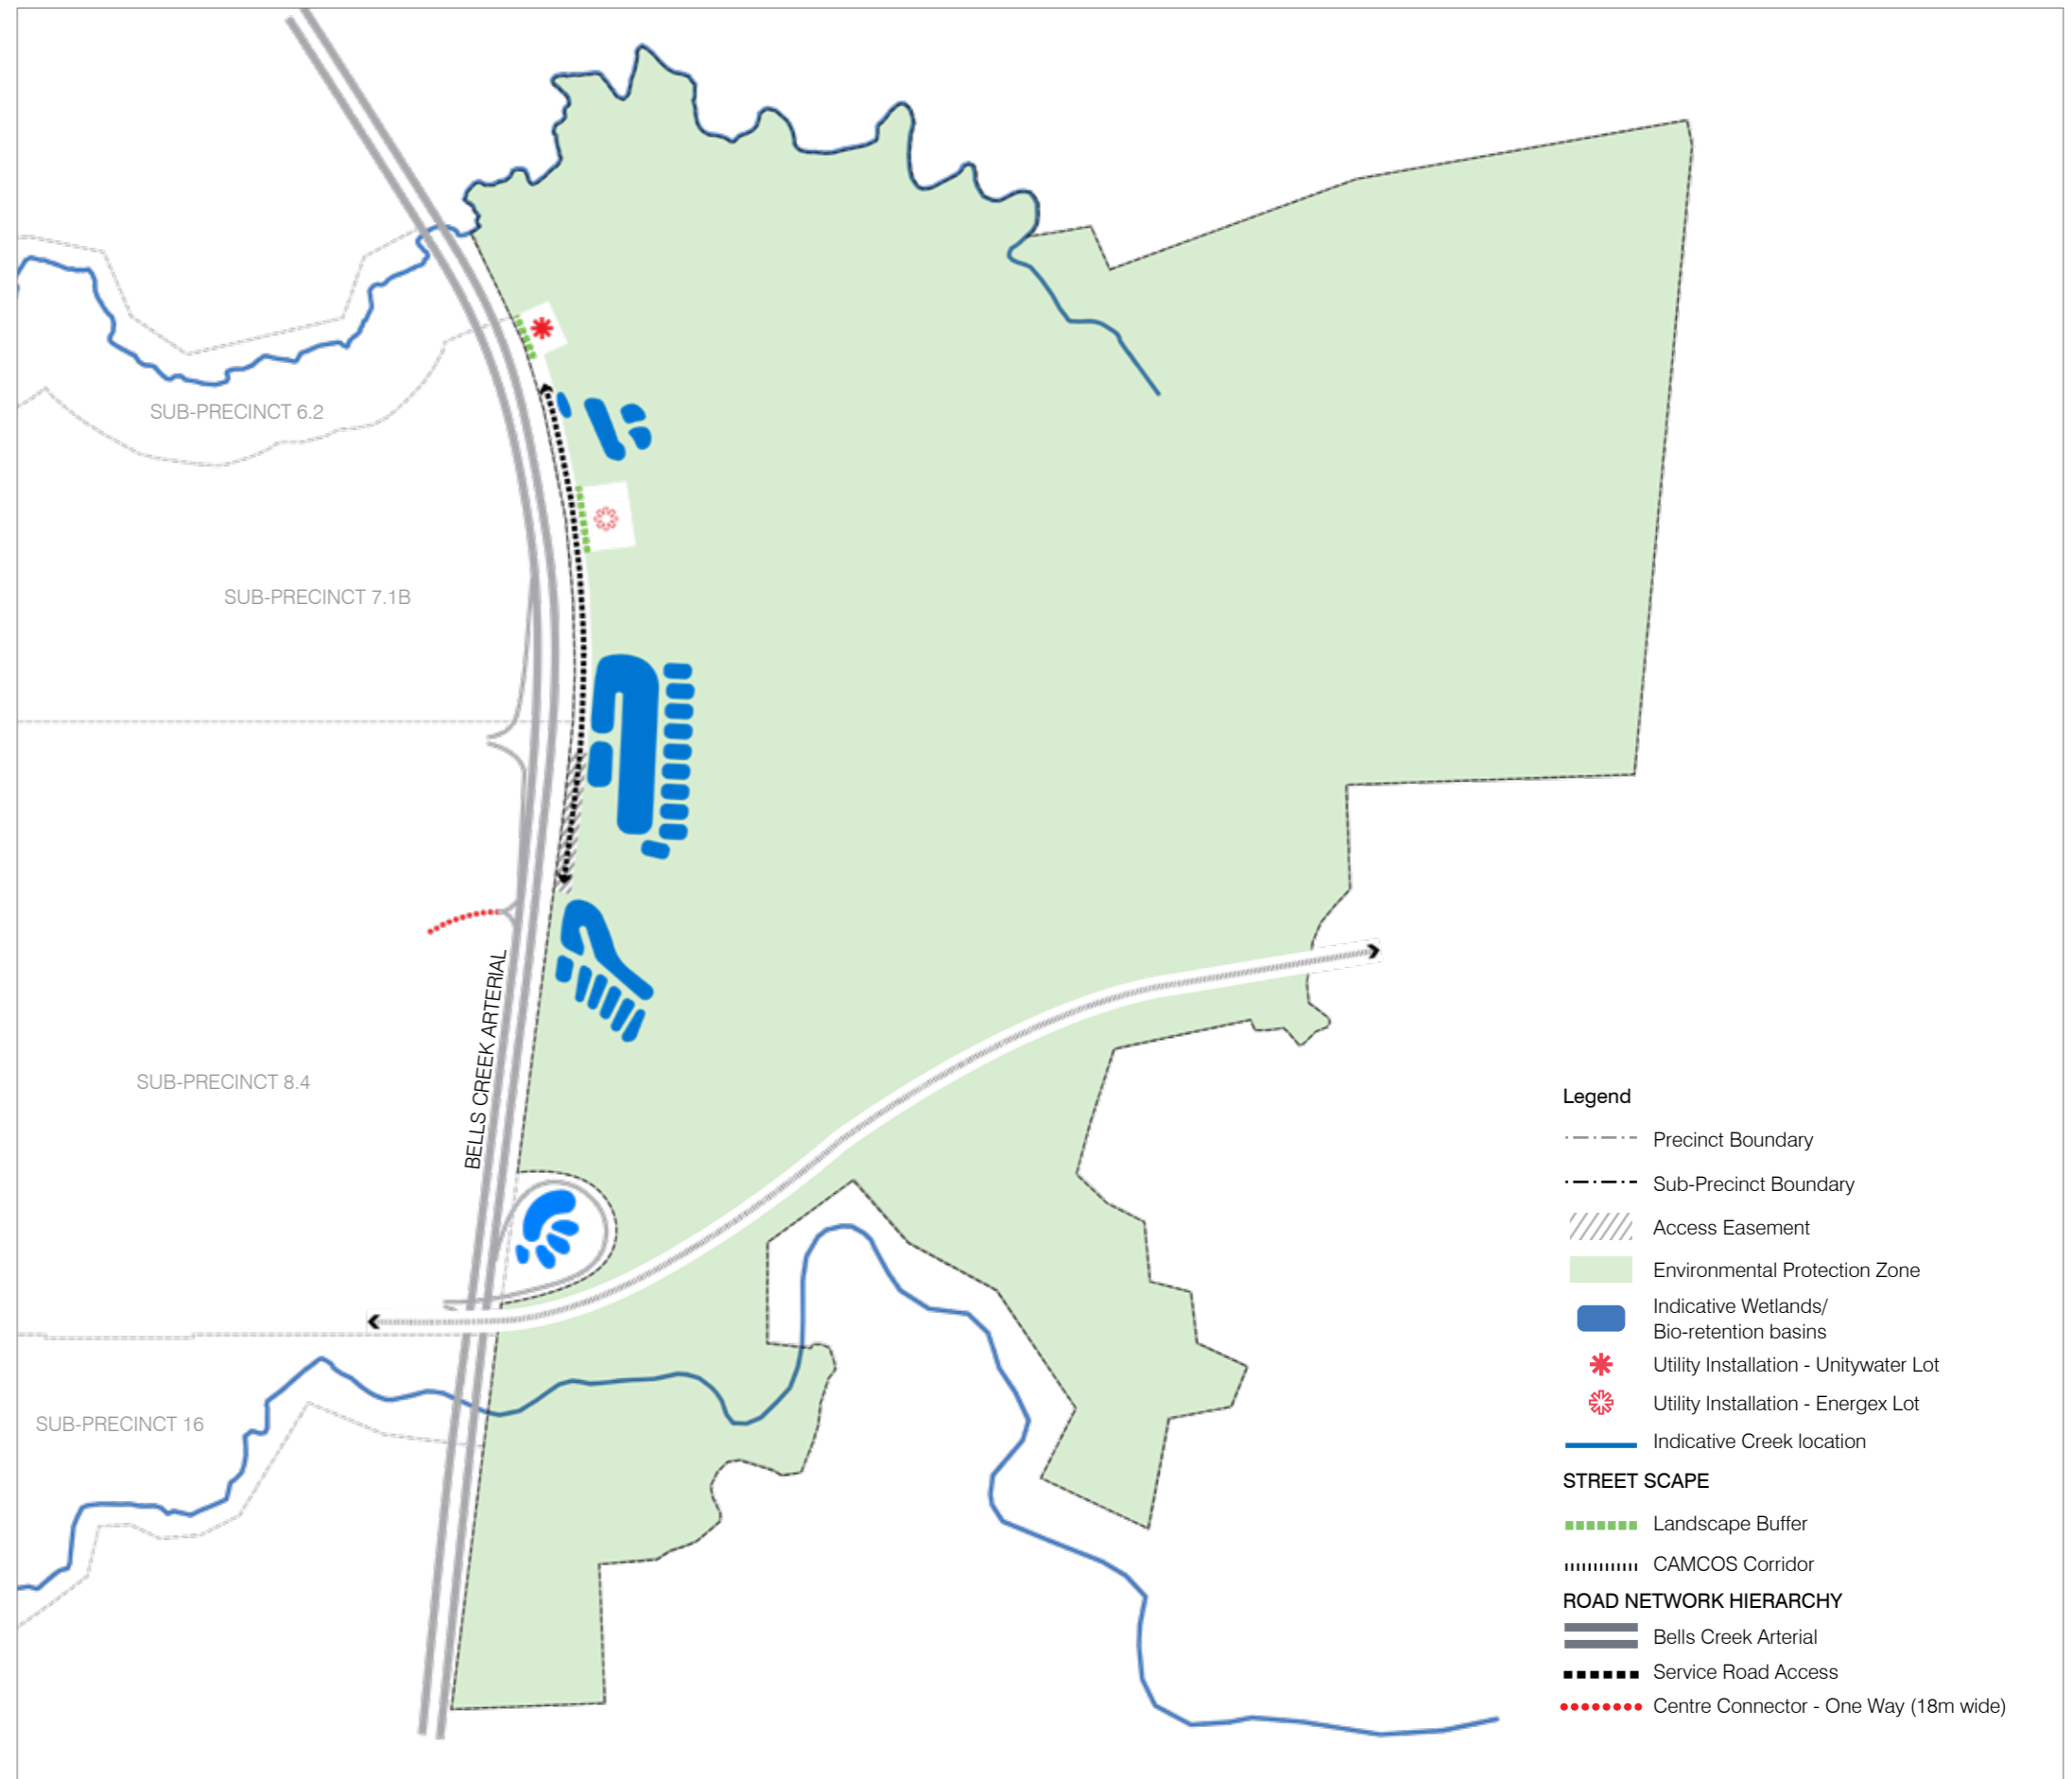 SUB-PRECINCT 6.2
SUB-PRECINCT 7.1B
BELLS CREEK ARTERIAL
SUB-PRECINCT 8.4
SUB-PRECINCT 16
Legend
Precinct Boundary
Sub-Precinct Boundary
Access Easement
Environmental Protection Zone
Indicative Wetlands/
Bio-retention basins
Utility Installation - Unitywater Lot
Utility Installation - Energex Lot
Indicative Creek location
STREET SCAPE
Landscape Buffer
CAMCOS Corridor
ROAD NETWORK HIERARCHY
Bells Creek Arterial
Service Road Access
Centre Connector - One Way (18m wide)